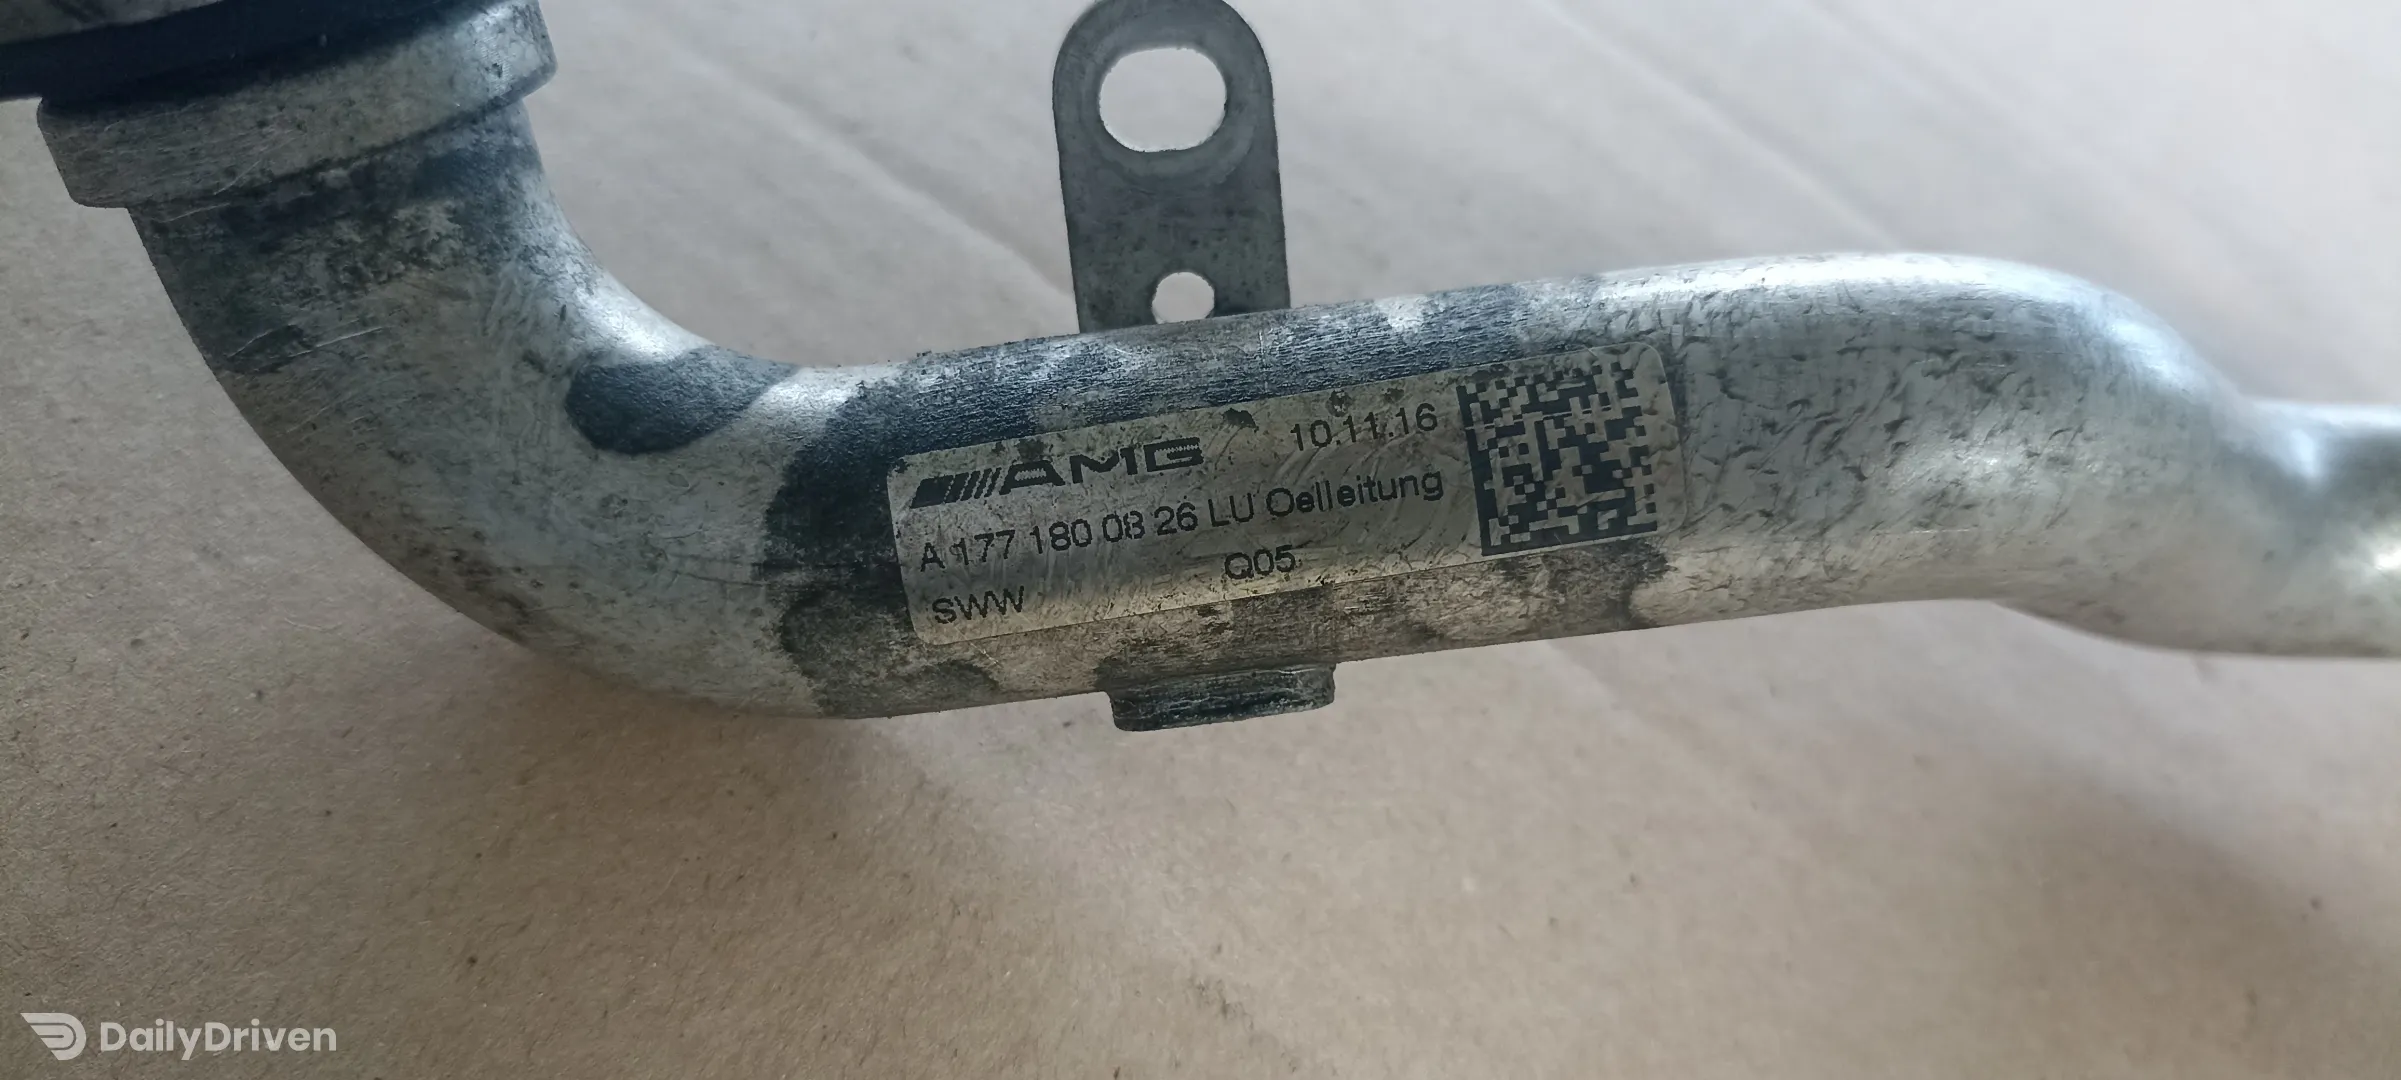 AMG 10.11.16
A 177 180 08 26 LU Oelleitung
SWW Q05
DailyDriven